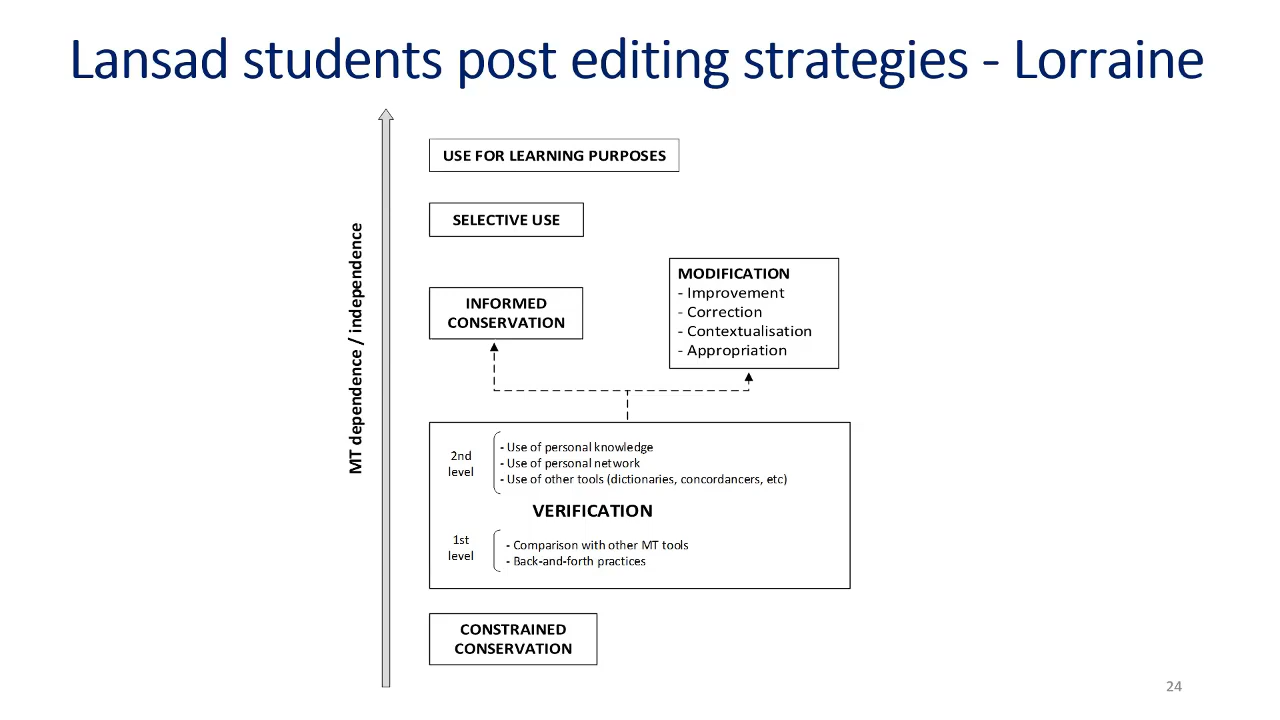 Lansad students post editing strategies - Lorraine
MT dependence / independence
USE FOR LEARNING PURPOSES
SELECTIVE USE
INFORMED
CONSERVATION
MODIFICATION
- Improvement
- Correction
- Contextualisation
- Appropriation
2nd
level
- Use of personal knowledge
- Use of personal network
- Use of other tools (dictionaries, concordancers, etc)
VERIFICATION
1st
level
- Comparison with other MT tools
- Back-and-forth practices
CONSTRAINED
CONSERVATION
24